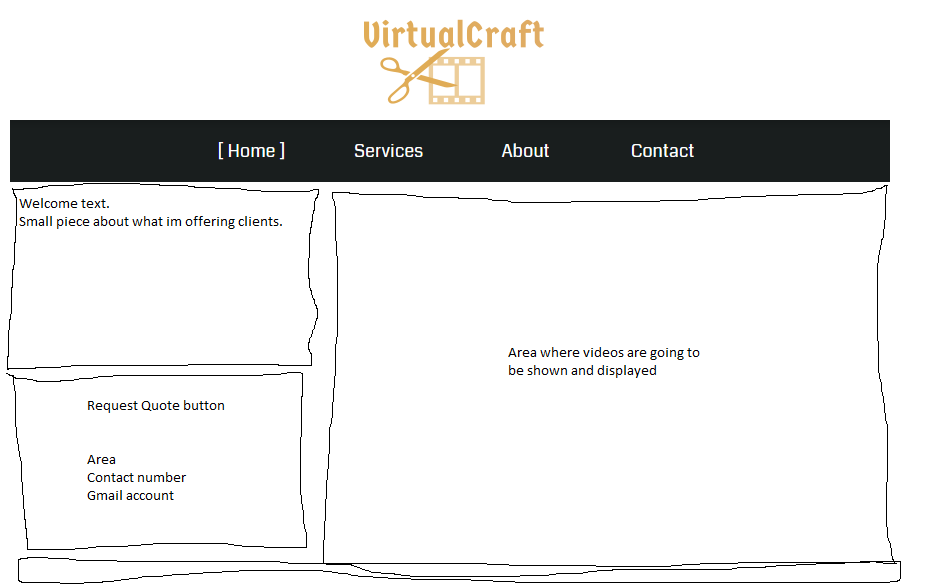 VirtualCraft
[ Home ] Services About Contact
Welcome text.
Small piece about what im offering clients.
Area where videos are going to
be shown and displayed
Request Quote button
Area
Contact number
Gmail account